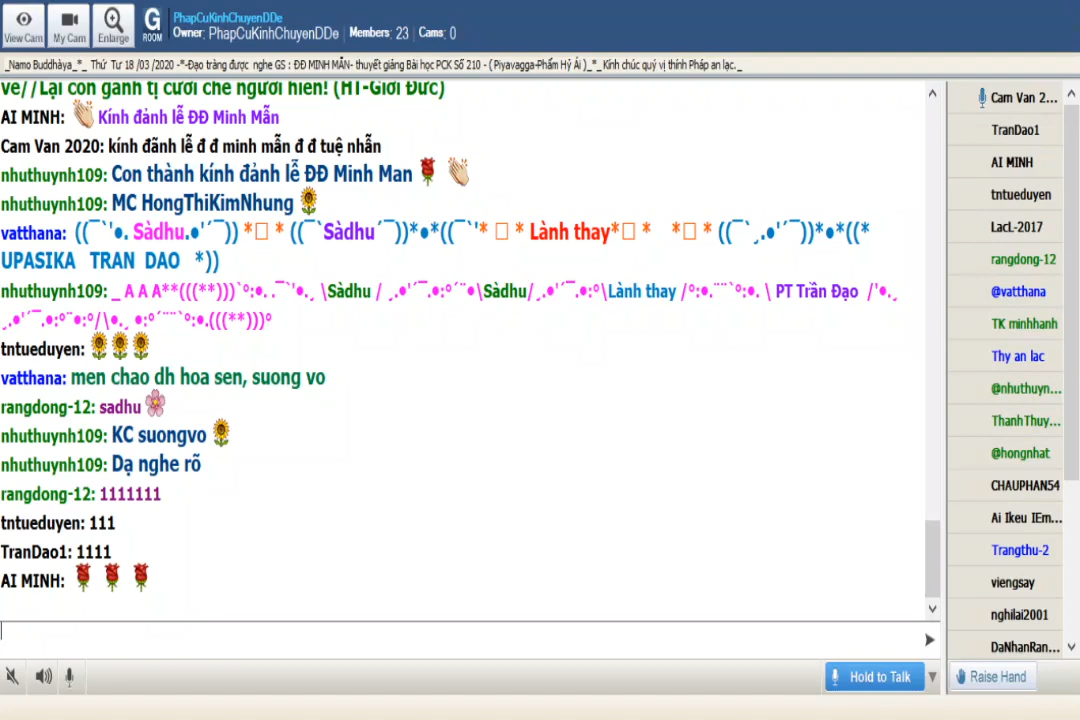 View Cam My Cam Enlarge G ROOM
PhapCuKinhChuyenDDe
Owner: PhapCuKinhChuyenDDe Members: 23 Cams: 0
_Namo Buddhàya_*_ Thứ Tư 18 /03 /2020 -*-Đạo tràng được nghe GS : ĐĐ MINH MẪN- thuyết giảng Bài học PCK Số 210 - ( Piyavagga-Phẩm Hỷ Ái )_*_Kính chúc quý vị thính Pháp an lạc._
về//Lại còn gánh tị cười chê người hiền! (HT-Giới Đức)
AI MINH: Kính đảnh lễ ĐĐ Minh Mẫn
Cam Van 2020: kính đãnh lễ đ đ minh mẫn đ đ tuệ nhẫn
nhuthuynh109: Con thành kính đảnh lễ ĐĐ Minh Man
nhuthuynh109: MC HongThiKimNhung
vatthana: ((¯`'●. Sàdhu.●'´¯)) *□ * ((¯`Sàdhu´¯))*●*((¯`'* □ * Lành thay*□ * *□ * ((¯`¸.●'´¯))*●*((*
UPASIKA TRAN DAO *))
nhuthuynh109: _ A A A**(((**)))`°:●. .¯`'●.¸ \Sàdhu / ¸.●'´¯.●:°´¨●\Sàdhu/¸.●'´¯.●:°\Lành thay /°:●.¨¨`°:●. \ PT Trần Đạo /'●.¸
¸.●'´¯.●:°¨●:°/\●.¸ ●:°´¨¨`°:●.(((**)))°
tntueduyen:
vatthana: men chao dh hoa sen, suong vo
rangdong-12: sadhu
nhuthuynh109: KC suongvo
nhuthuynh109: Dạ nghe rõ
rangdong-12: 1111111
tntueduyen: 111
TranDao1: 1111
AI MINH:
Hold to Talk
Cam Van 2...
TranDao1
AI MINH
tntueduyen
LacL-2017
rangdong-12
@vatthana
TK minhhanh
Thy an lac
@nhuthuyn...
ThanhThuy...
@hongnhat
CHAUPHAN54
Ai Ikeu IEm...
Trangthu-2
viengsay
nghilai2001
DaNhanRan...
Raise Hand